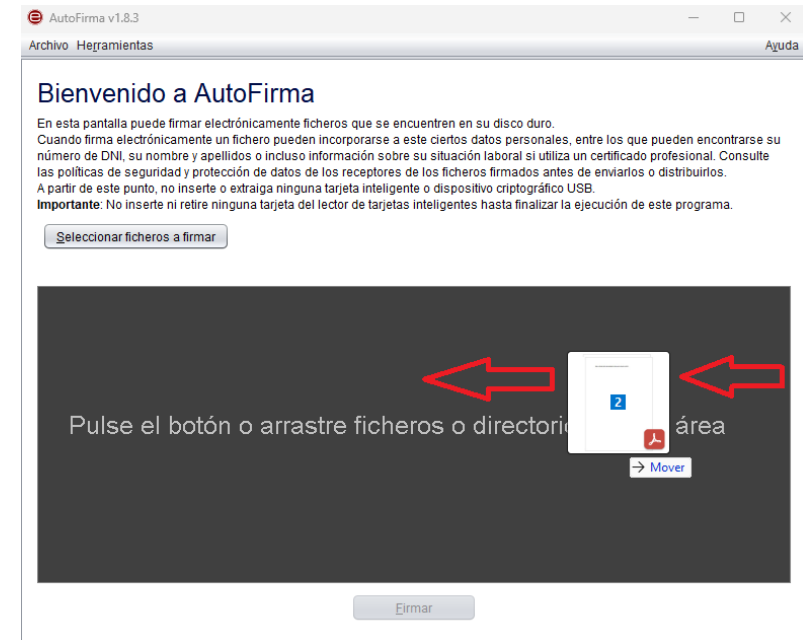 AutoFirma v1.8.3
Archivo Herramientas Ayuda
Bienvenido a AutoFirma
En esta pantalla puede firmar electrónicamente ficheros que se encuentren en su disco duro.
Cuando firma electrónicamente un fichero pueden incorporarse a este ciertos datos personales, entre los que pueden encontrarse su
número de DNI, su nombre y apellidos o incluso información sobre su situación laboral si utiliza un certificado profesional. Consulte
las políticas de seguridad y protección de datos de los receptores de los ficheros firmados antes de enviarlos o distribuirlos.
A partir de este punto, no inserte o extraiga ninguna tarjeta inteligente o dispositivo criptográfico USB.
Importante: No inserte ni retire ninguna tarjeta del lector de tarjetas inteligentes hasta finalizar la ejecución de este programa.
Seleccionar ficheros a firmar
2
Pulse el botón o arrastre ficheros o directorio área
→ Mover
Firmar